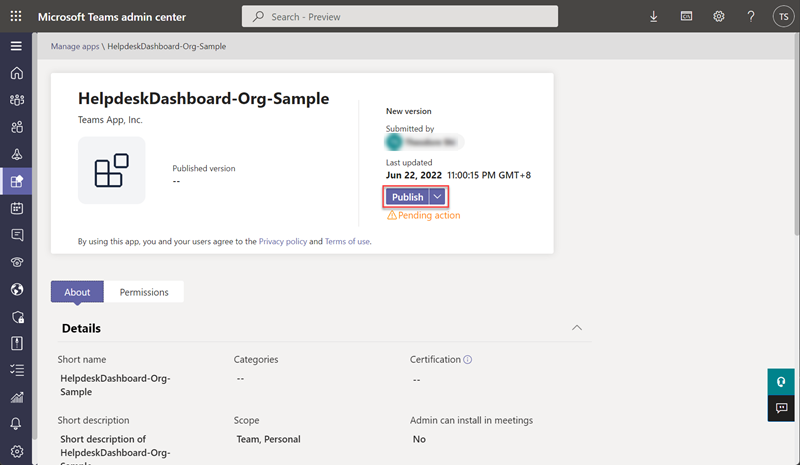 Microsoft Teams admin center
Search - Preview
TS
Manage apps \ HelpdeskDashboard-Org-Sample
HelpdeskDashboard-Org-Sample
Teams App, Inc.
Published version
--
New version
Submitted by
Last updated
Jun 22, 2022 11:00:15 PM GMT+8
Publish
Pending action
By using this app, you and your users agree to the Privacy policy and Terms of use.
About
Permissions
Details
Short name
Categories
Certification
HelpdeskDashboard-Org-
Sample
--
--
Short description
Scope
Admin can install in meetings
Short description of
HelpdeskDashboard-Org-
Sample
Team, Personal
No